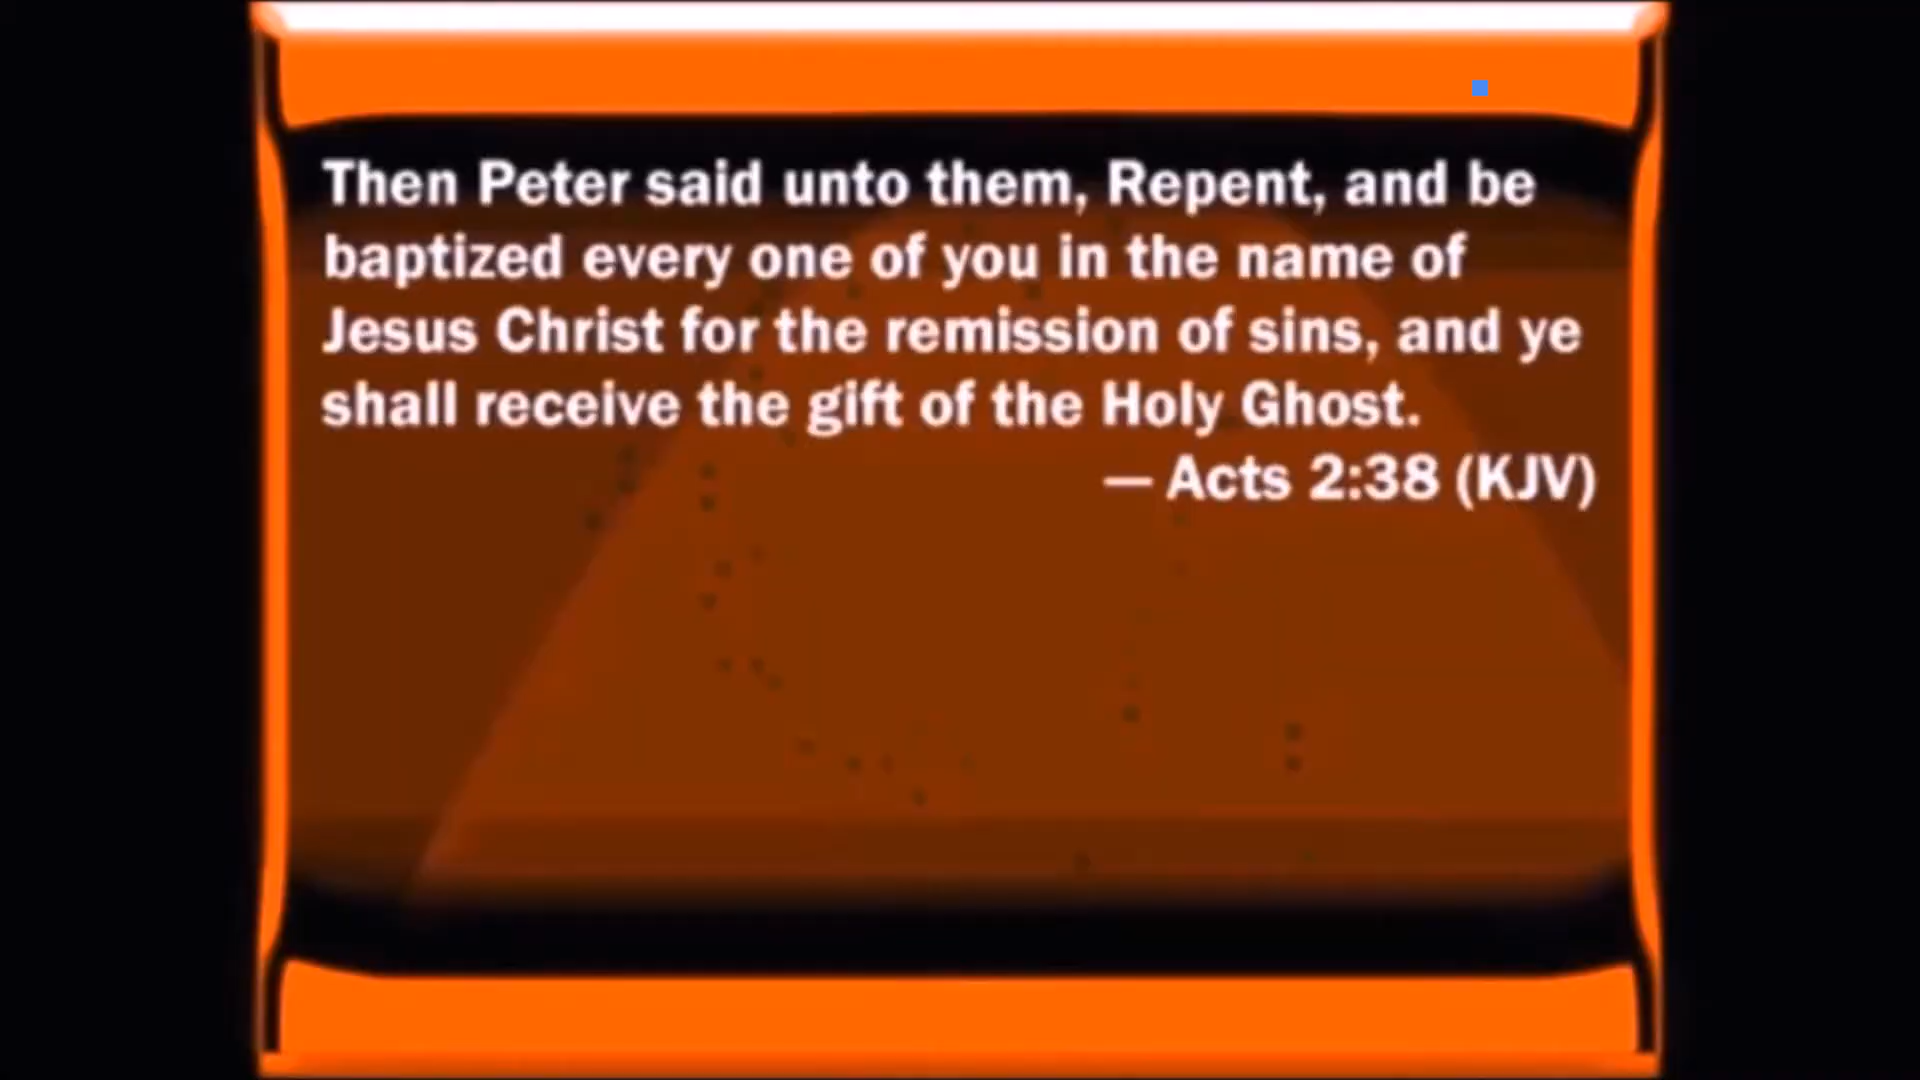 Then Peter said unto them, Repent, and be
baptized every one of you in the name of
Jesus Christ for the remission of sins, and ye
shall receive the gift of the Holy Ghost.
— Acts 2:38 (KJV)